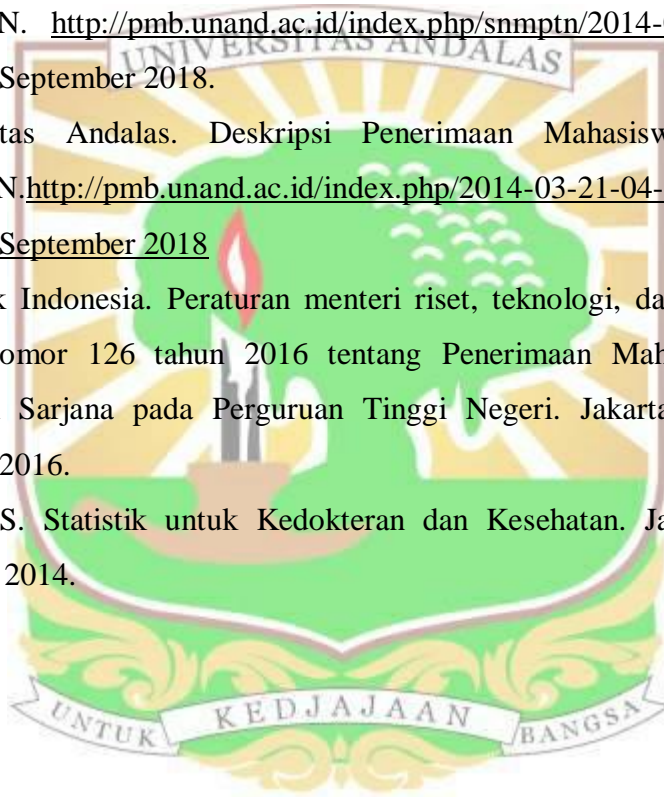 N. http://pmb.unand.ac.id/index.php/snmptn/2014-
UNIVERSITAS ANDALAS
September 2018.
tas Andalas. Deskripsi Penerimaan Mahasisw
N.http://pmb.unand.ac.id/index.php/2014-03-21-04-
September 2018
k Indonesia. Peraturan menteri riset, teknologi, da
omor 126 tahun 2016 tentang Penerimaan Mah
Sarjana pada Perguruan Tinggi Negeri. Jakarta
2016.
S. Statistik untuk Kedokteran dan Kesehatan. Ja
2014.
UNTUK KEDJAJAAN BANGSA